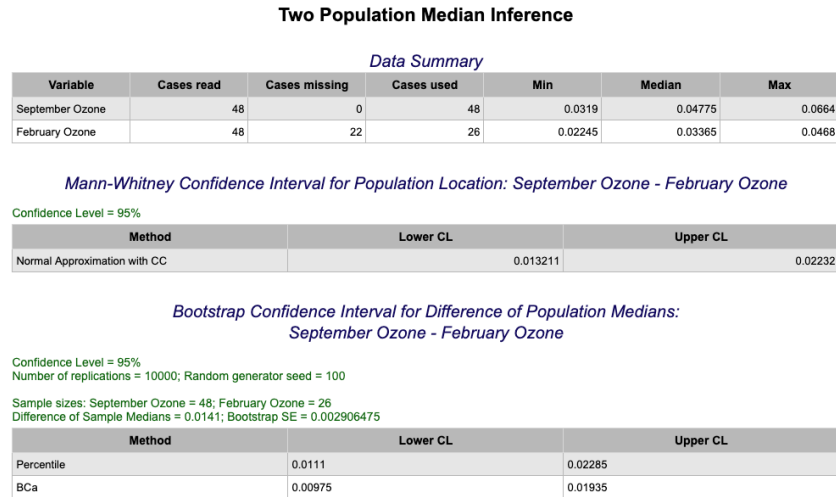 Two Population Median Inference
Data Summary
Variable Cases read Cases missing Cases used Min Median Max
September Ozone 48 0 48 0.0319 0.04775 0.0664
February Ozone 48 22 26 0.02245 0.03365 0.0468
Mann-Whitney Confidence Interval for Population Location: September Ozone - February Ozone
Confidence Level = 95%
Method Lower CL Upper CL
Normal Approximation with CC 0.013211 0.02232
Bootstrap Confidence Interval for Difference of Population Medians:
September Ozone - February Ozone
Confidence Level = 95%
Number of replications = 10000; Random generator seed = 100
Sample sizes: September Ozone = 48; February Ozone = 26
Difference of Sample Medians = 0.0141; Bootstrap SE = 0.002906475
Method Lower CL Upper CL
Percentile 0.0111 0.02285
BCa 0.00975 0.01935